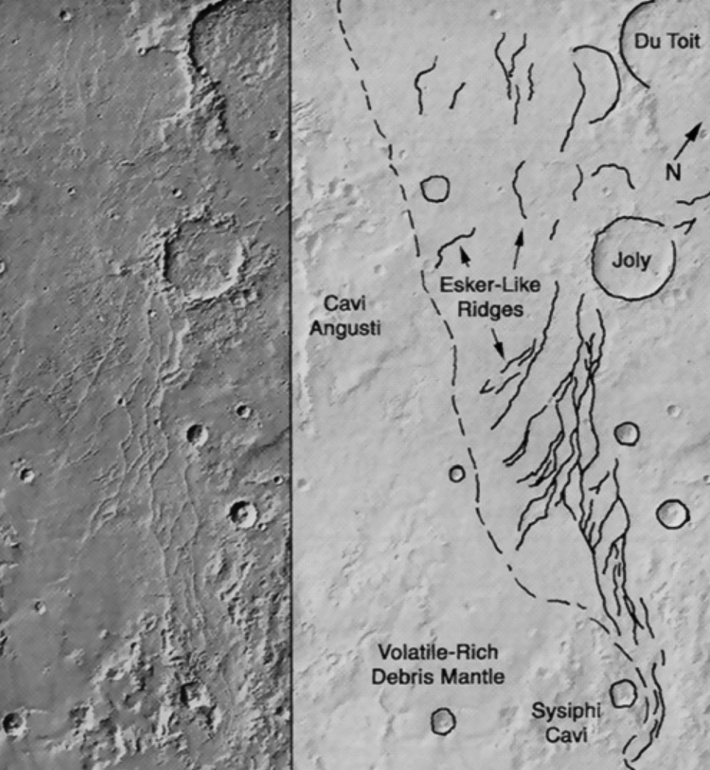 Du Toit
N
Joly
Esker-Like
Ridges
Cavi
Angusti
Volatile-Rich
Debris Mantle
Sysiphi
Cavi